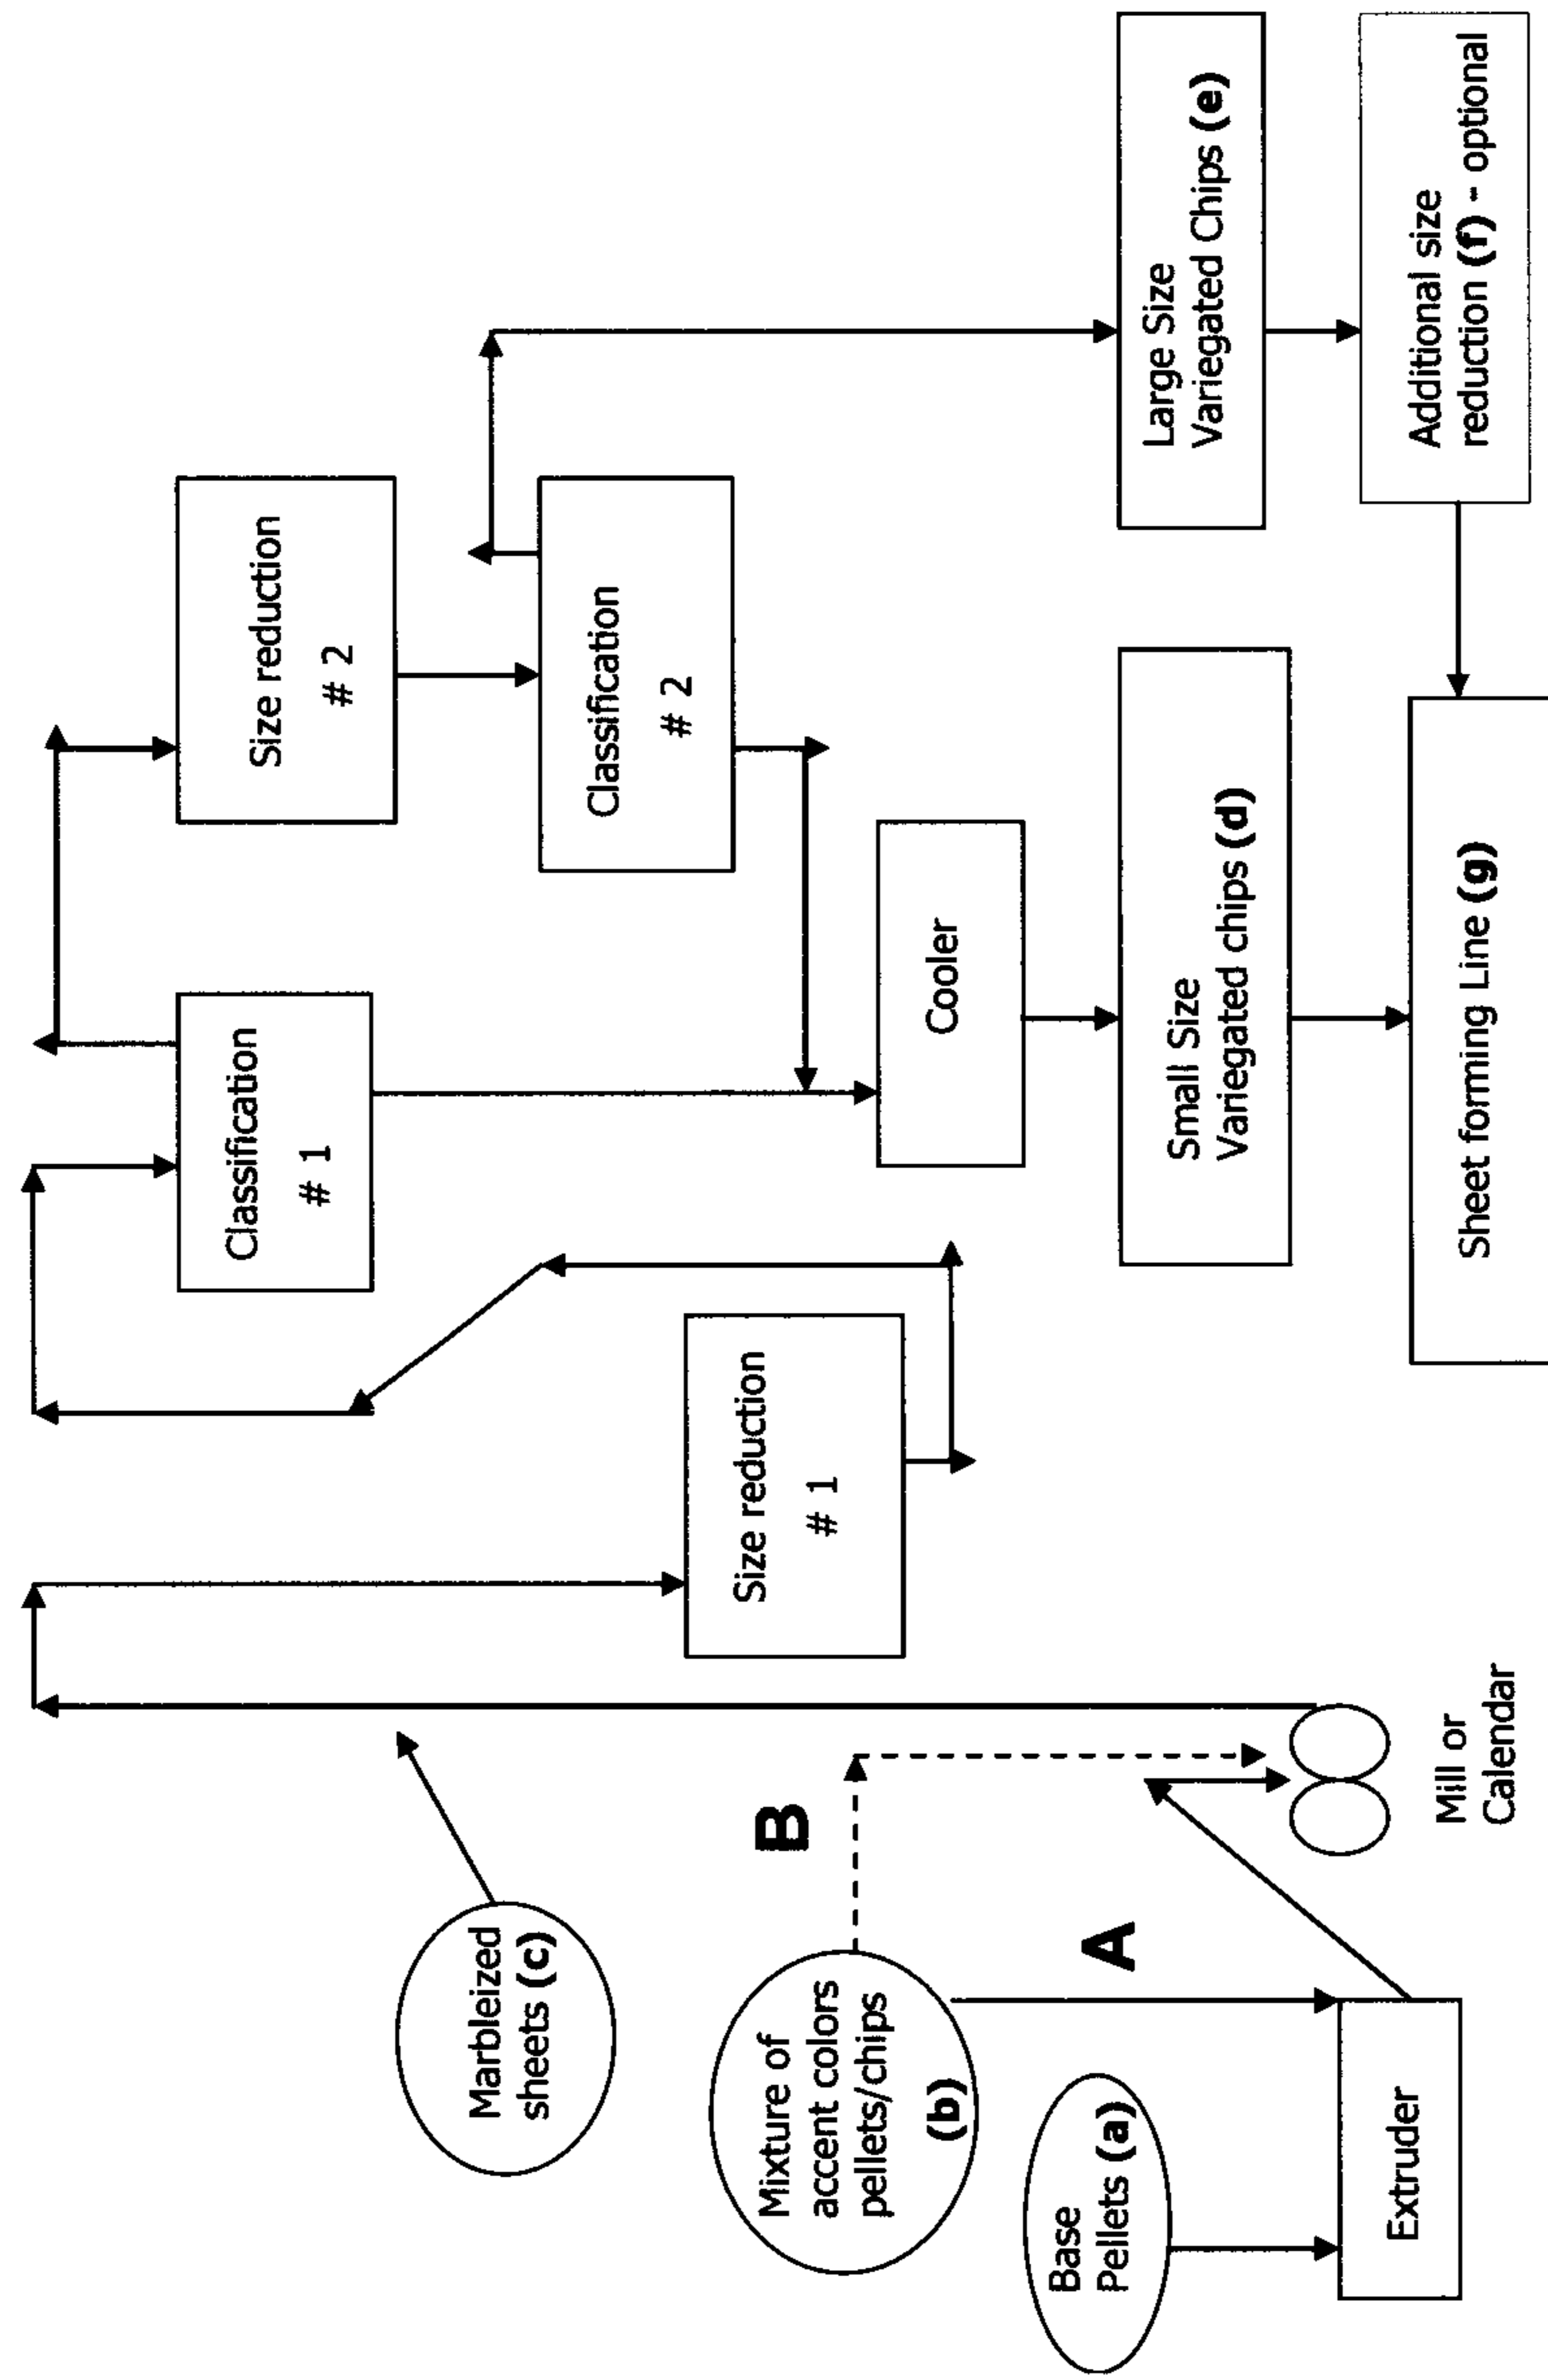 Marbleized
sheets (c)
Mixture of
accent colors
pellets/chips
(b)
B
Base
Pellets (a)
A
Extruder
Mill or
Calendar
Size reduction
# 1
Classification
# 1
Size reduction
# 2
Classification
# 2
Cooler
Small Size
Variegated chips (d)
Large Size
Variegated Chips (e)
Additional size
reduction (f) - optional
Sheet forming Line (g)